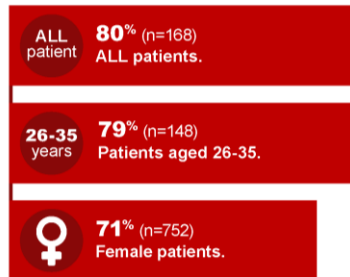 ALL
patient
80% (n=168)
ALL patients.
26-35
years
79% (n=148)
Patients aged 26-35.
71% (n=752)
Female patients.